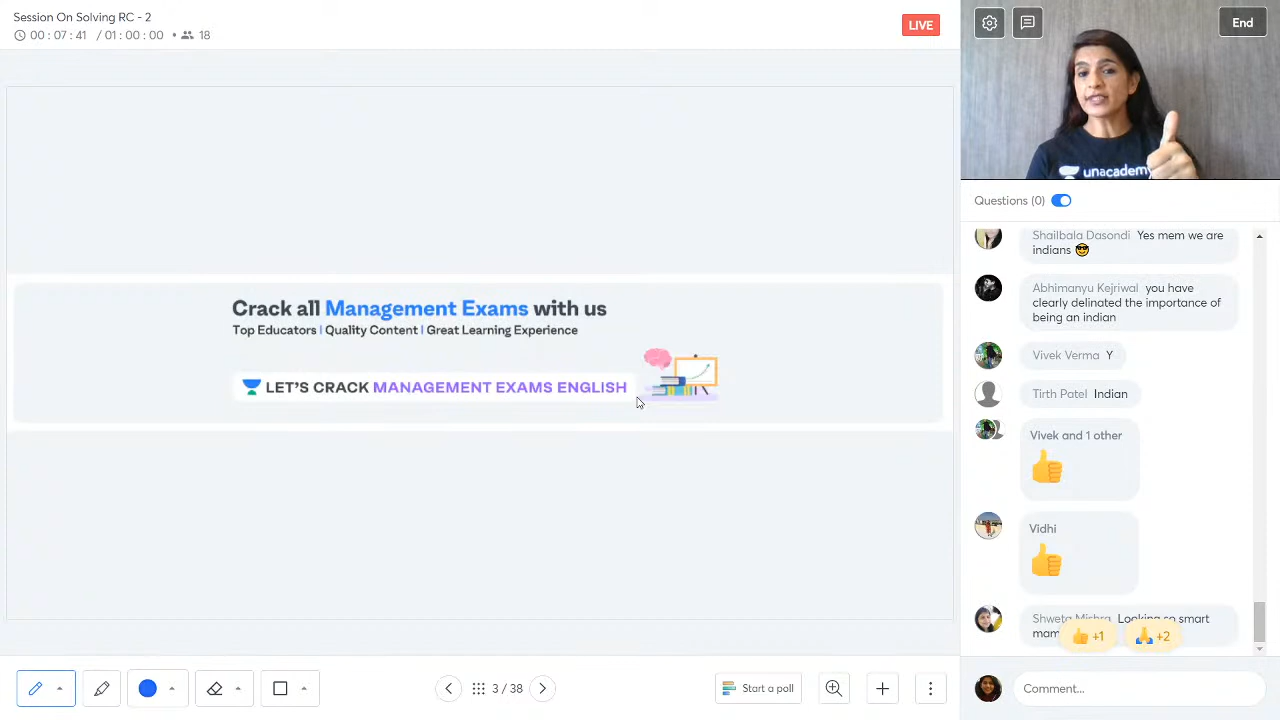 Session On Solving RC - 2
00 : 07 : 41 / 01 : 00 : 00 • 18
LIVE
End
unacademy
Questions (0)
Crack all Management Exams with us
Top Educators | Quality Content | Great Learning Experience
LET'S CRACK MANAGEMENT EXAMS ENGLISH
Shailbala Dasondi Yes mem we are
indians 😎
Abhimanyu Kejriwal you have
clearly delinated the importance of
being an indian
Vivek Verma Y
Tirth Patel Indian
Vivek and 1 other
Vidhi
Shweta Mishra Looking so smart
mam
+1
+2
3 / 38
Start a poll
Comment...